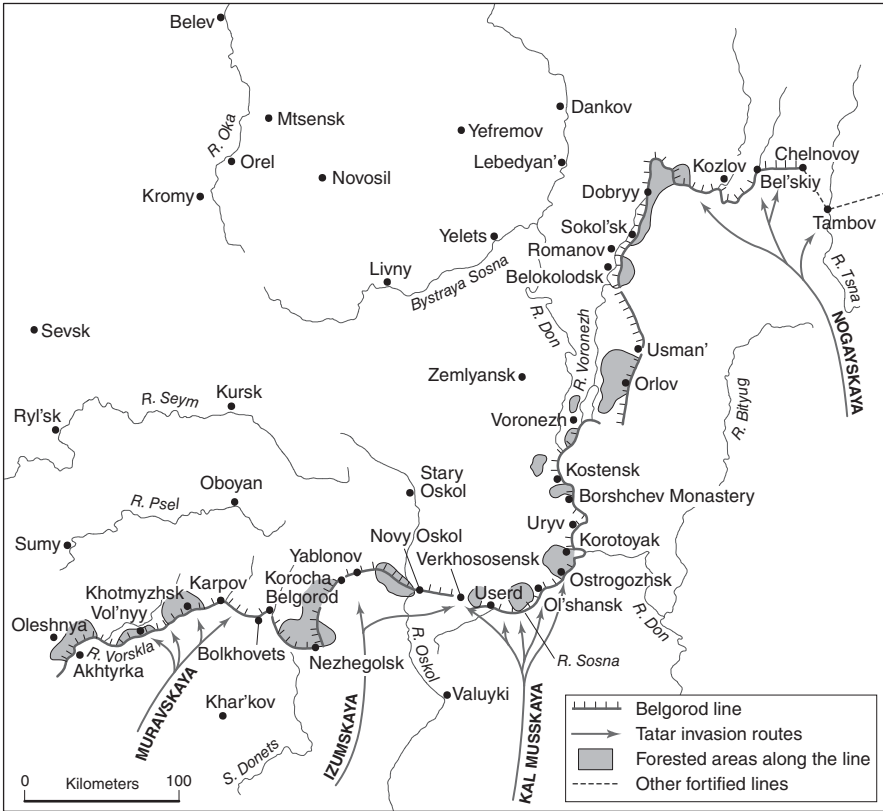 Belev
R. Oka
Mtsensk
Orel
Kromy
Novosil
Yefremov
Dankov
Lebedyan'
Yelets
Livny
Bystraya Sosna
Dobryy
Sokol'sk
Romanov
Belokolodsk
Kozlov
Chelnovoy
Bel'skiy
Tambov
R. Tsna
NOGAYSKAYA
R. Don
R. Voronezh
Usman'
Orlov
R. Bityug
Sevsk
Zemlyansk
Voronezh
R. Seym
Kursk
Ryl'sk
Oboyan
R. Psel
Sumy
Stary
Oskol
Kostensk
Borshchev Monastery
Uryv
Korotoyak
Novy Oskol
Verkhososensk
Yablonov
Korocha
Belgorod
Karpov
Khotmyzhsk
Vol'nyy
Oleshnya
R. Vorskla
Akhtyrka
Bolkhovets
Nezhegolsk
Userd
Ostrogozhsk
Ol'shansk
R. Don
R. Sosna
R. Oskol
Valuyki
Khar'kov
S. Donets
MURAVSKAYA
IZUMSKAYA
KAL MUSSKAYA
0 Kilometers 100
Belgorod line
Tatar invasion routes
Forested areas along the line
Other fortified lines